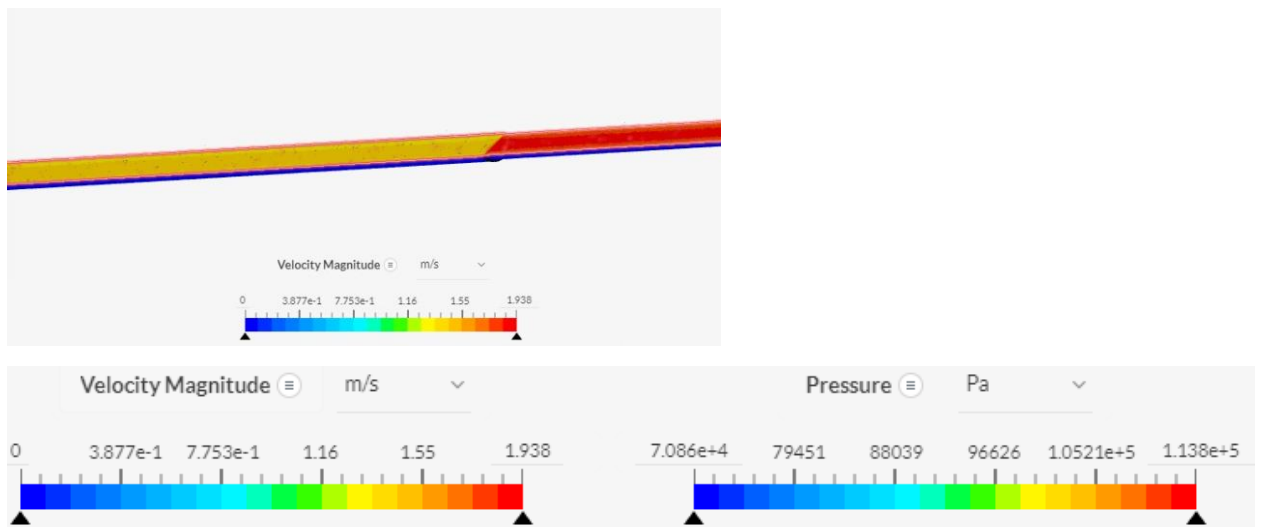 Velocity Magnitude m/s
0 3.877e-1 7.753e-1 1.16 1.55 1.938
Velocity Magnitude m/s
0 3.877e-1 7.753e-1 1.16 1.55 1.938
Pressure Pa
7.086e+4 79451 88039 96626 1.0521e+5 1.138e+5